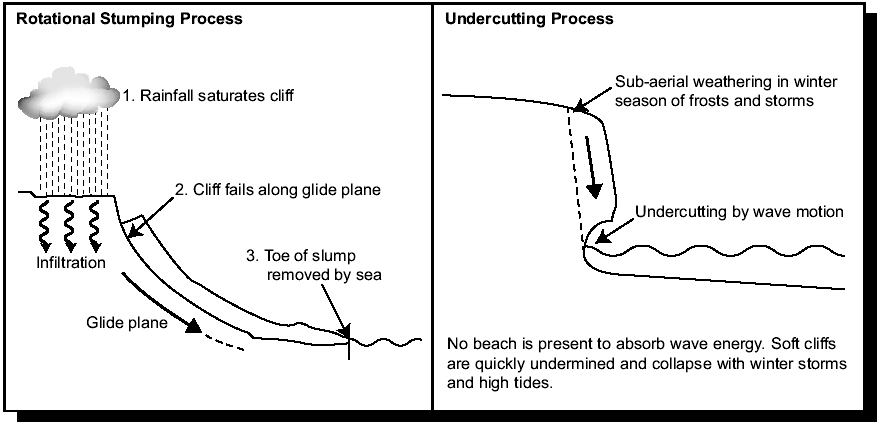 Rotational Stumping Process
1. Rainfall saturates cliff
2. Cliff fails along glide plane
Infiltration
3. Toe of slump
removed by sea
Glide plane
Undercutting Process
Sub-aerial weathering in winter
season of frosts and storms
Undercutting by wave motion
No beach is present to absorb wave energy. Soft cliffs
are quickly undermined and collapse with winter storms
and high tides.